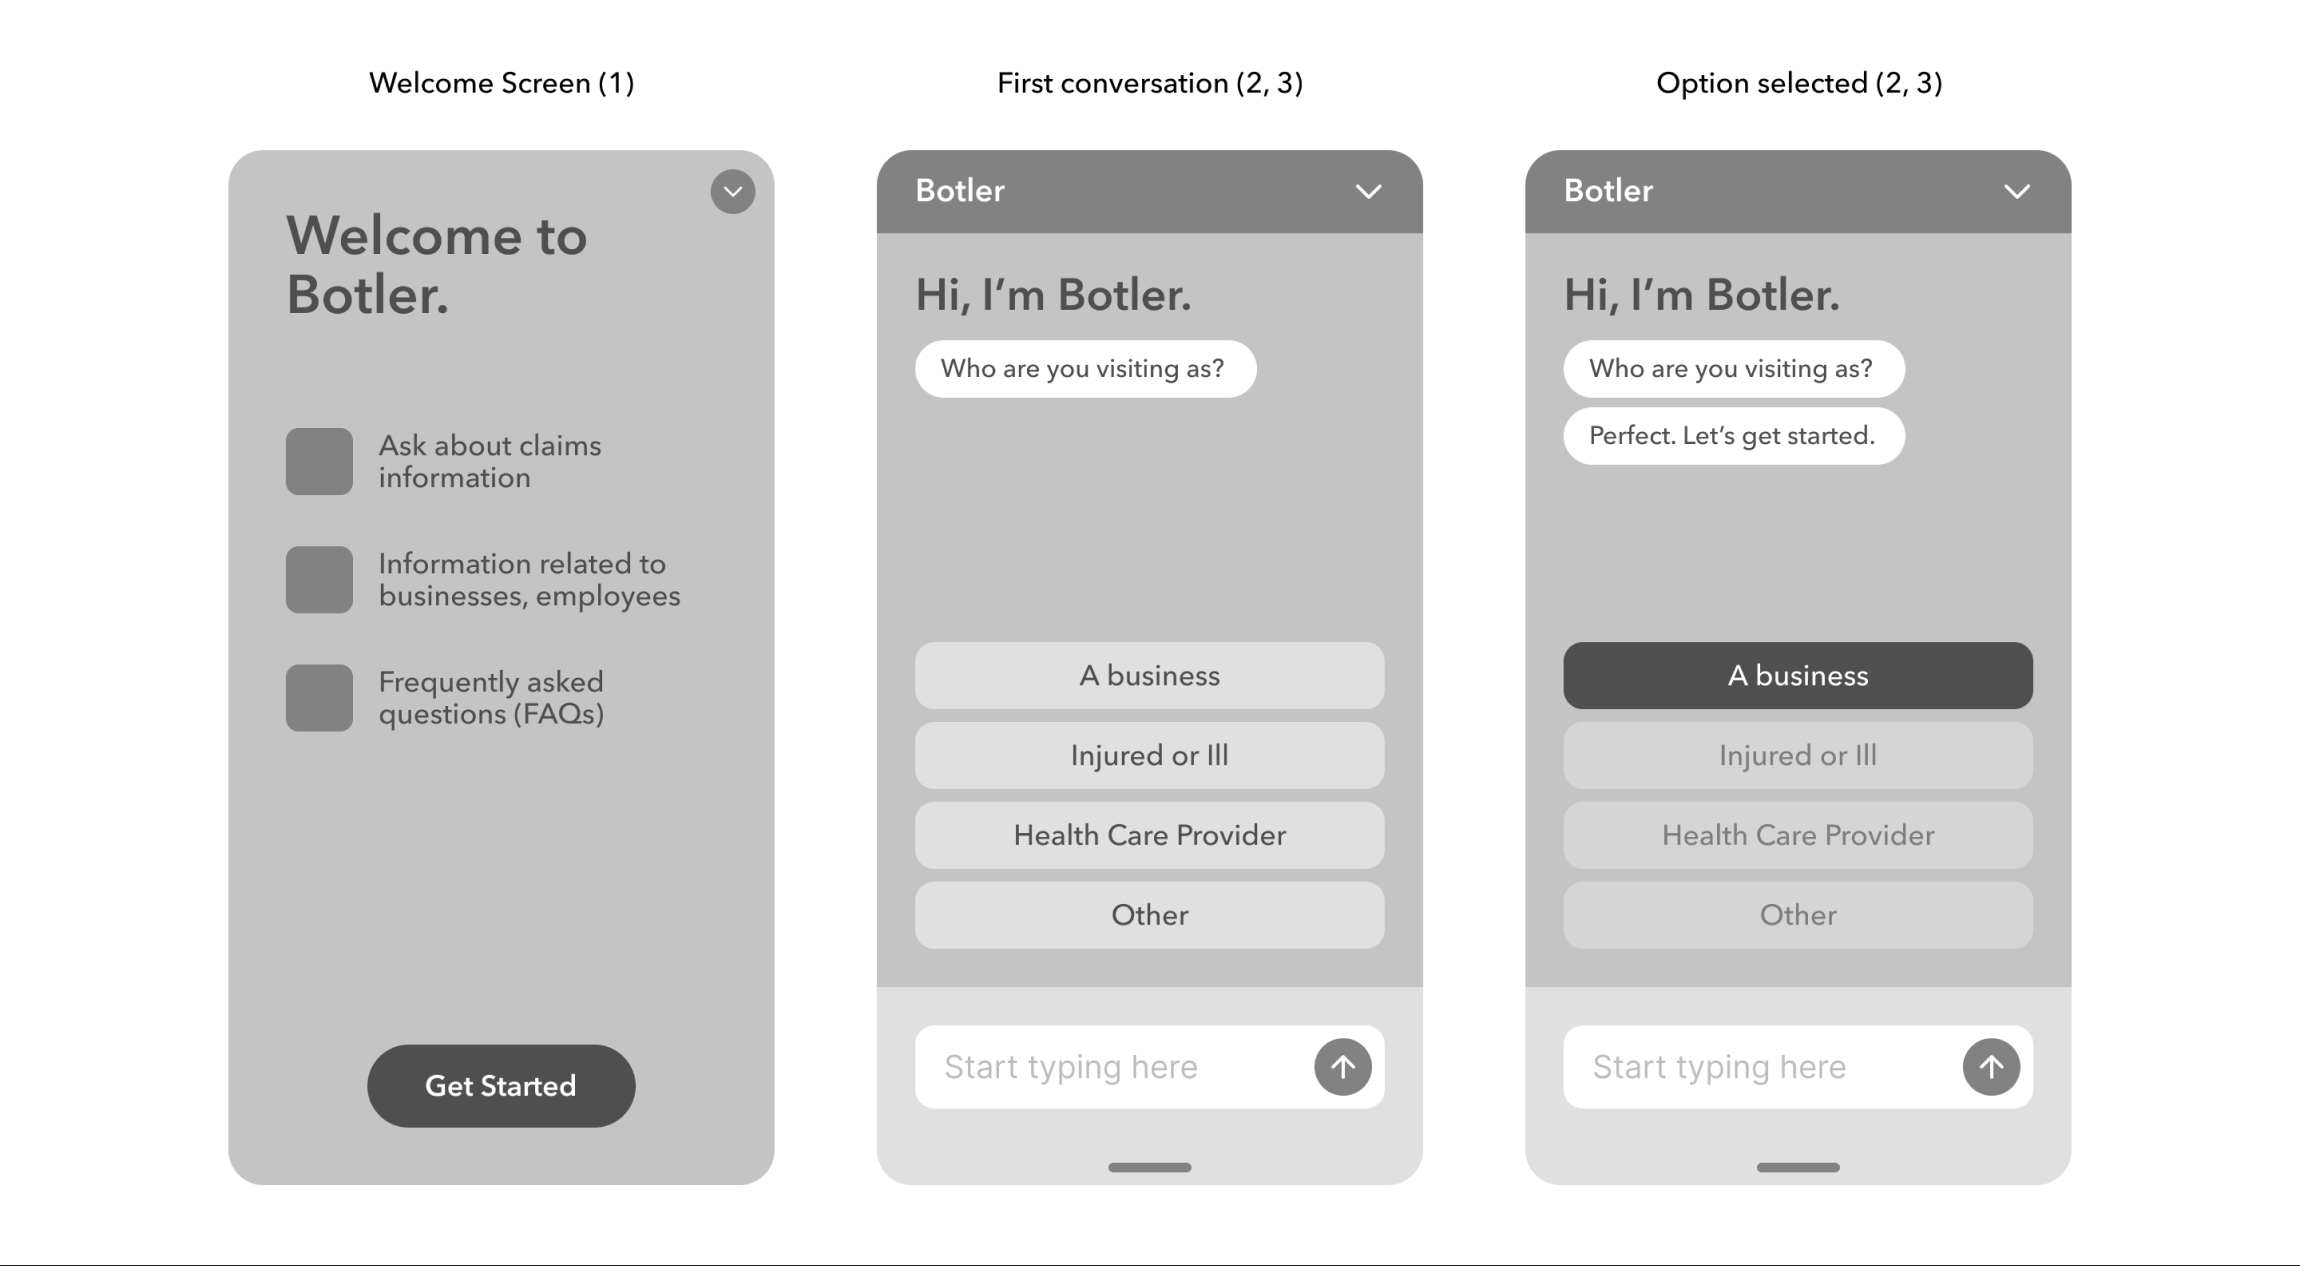 Welcome Screen (1)
Welcome to
Botler.
Ask about claims
information
Information related to
businesses, employees
Frequently asked
questions (FAQs)
Get Started
First conversation (2, 3)
Botler
Hi, I’m Botler.
Who are you visiting as?
A business
Injured or Ill
Health Care Provider
Other
Start typing here
Option selected (2, 3)
Botler
Hi, I’m Botler.
Who are you visiting as?
Perfect. Let’s get started.
A business
Injured or Ill
Health Care Provider
Other
Start typing here